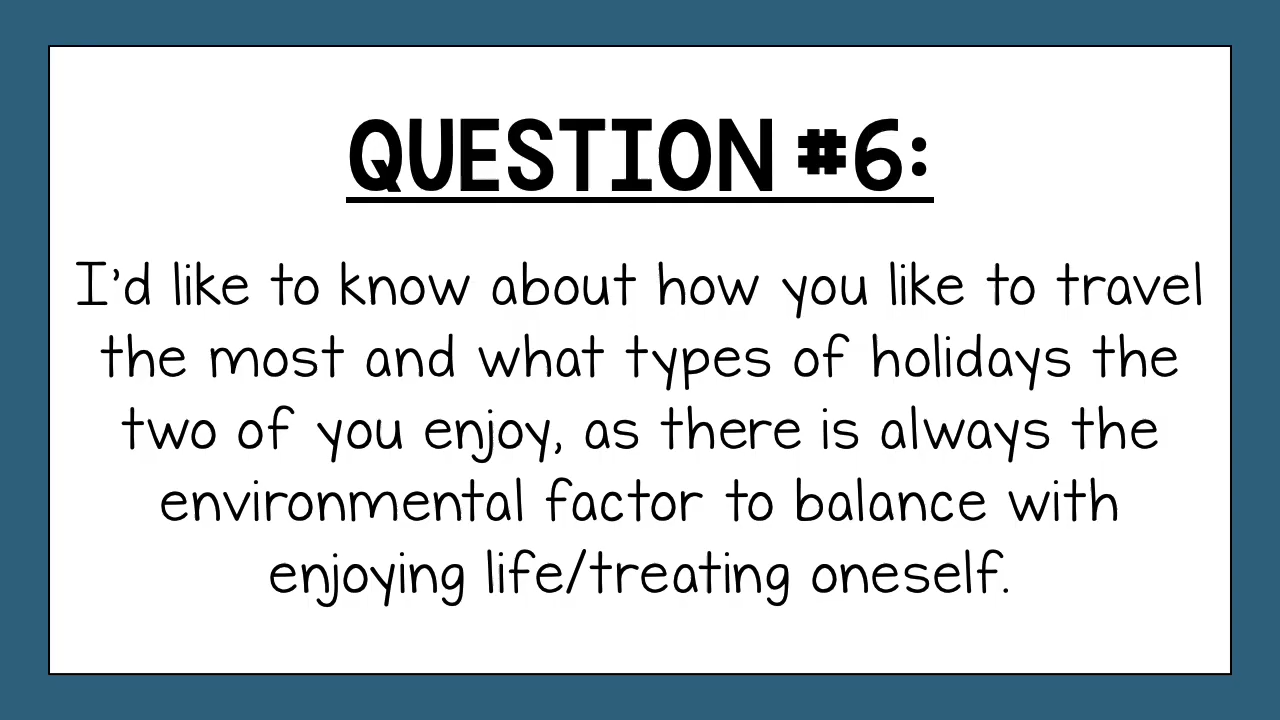 QUESTION #6:
I'd like to know about how you like to travel
the most and what types of holidays the
two of you enjoy, as there is always the
environmental factor to balance with
enjoying life/treating oneself.